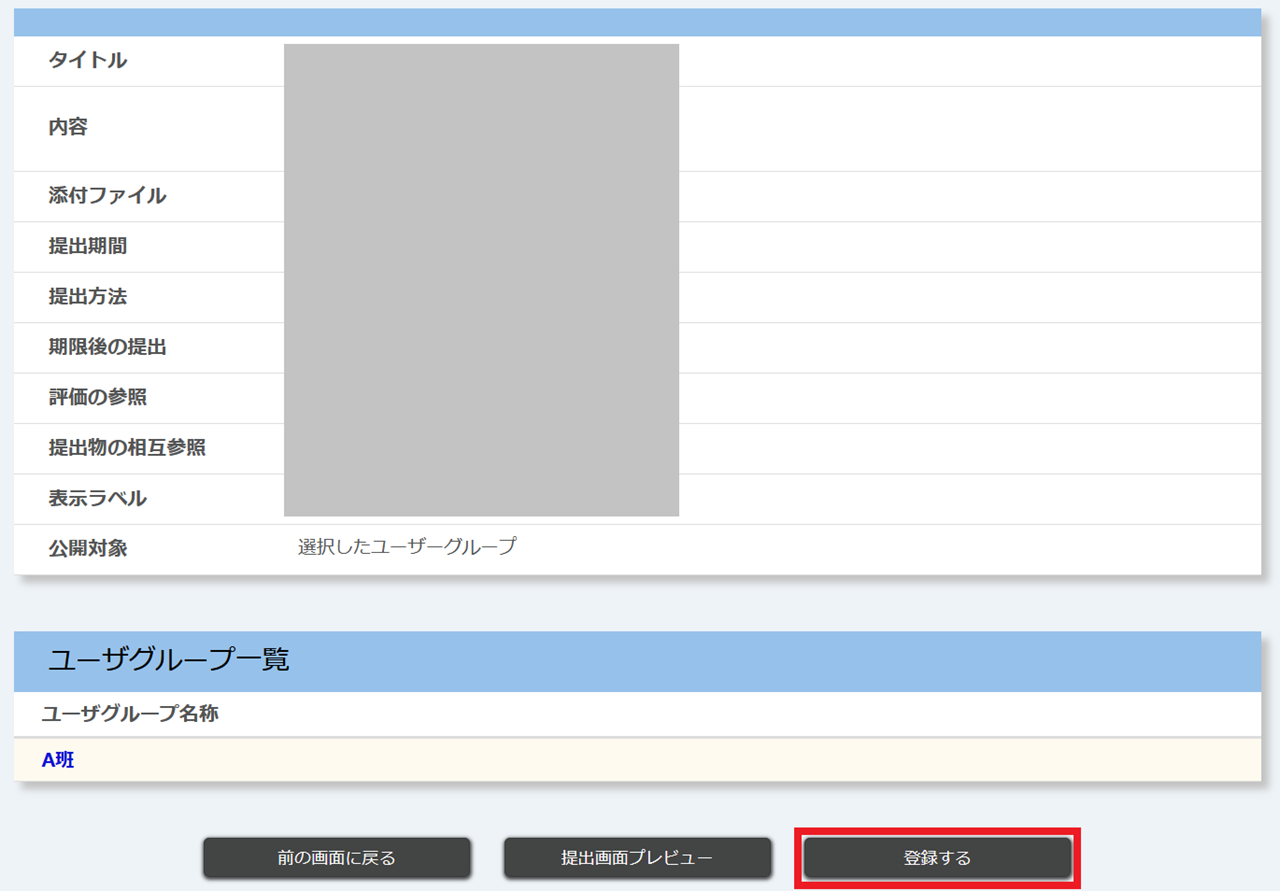 タイトル
内容
添付ファイル
提出期間
提出方法
期限後の提出
評価の参照
提出物の相互参照
表示ラベル
公開対象 選択したユーザーグループ
ユーザグループ一覧
ユーザグループ名称
A班
前の画面に戻る 提出画面プレビュー 登録する